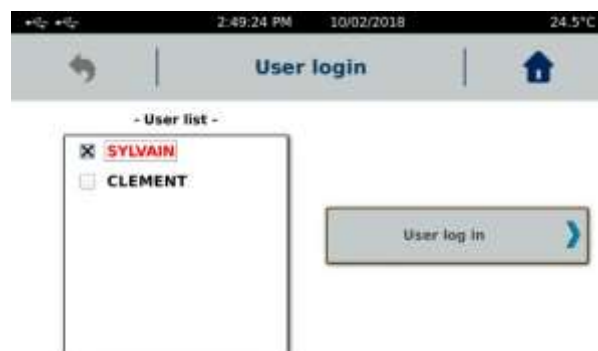 2:49:24 PM 10/02/2018 24.5°C
User login
- User list -
SYLVAIN
CLEMENT
User log in